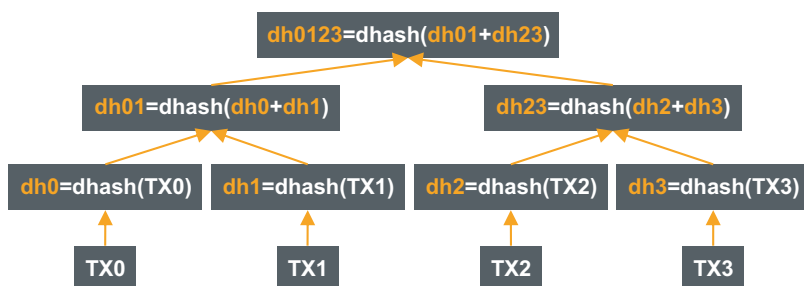 dh0123=dhash(dh01+dh23)
dh01=dhash(dh0+dh1)
dh23=dhash(dh2+dh3)
dh0=dhash(TX0)
dh1=dhash(TX1)
dh2=dhash(TX2)
dh3=dhash(TX3)
TX0
TX1
TX2
TX3